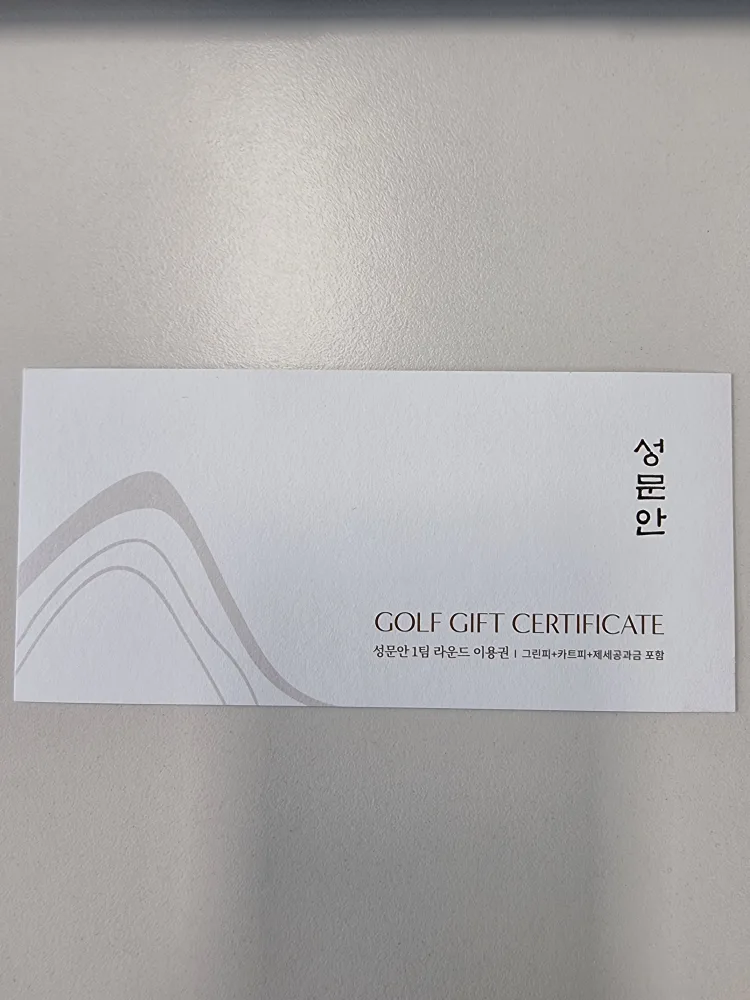 성문안
GOLF GIFT CERTIFICATE
성문안 1팀 라운드 이용권 | 그린피+카트피+제세공과금 포함